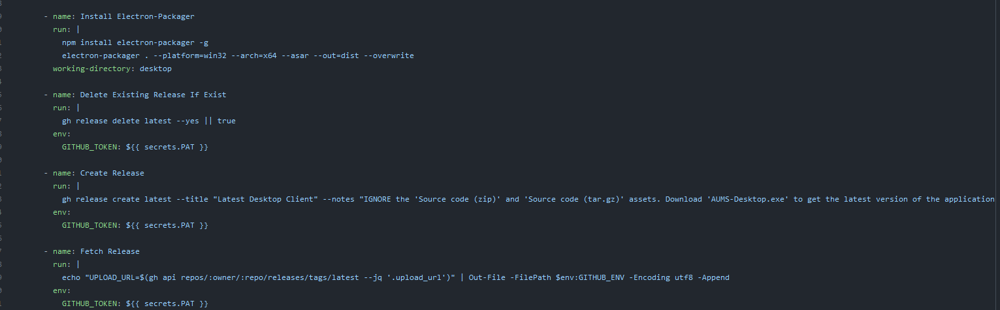 - name: Install Electron-Packager
run: |
npm install electron-packager -g
electron-packager . --platform=win32 --arch=x64 --asar --out=dist --overwrite
working-directory: desktop
- name: Delete Existing Release If Exist
run: |
gh release delete latest --yes || true
env:
GITHUB_TOKEN: ${{ secrets.PAT }}
- name: Create Release
run: |
gh release create latest --title "Latest Desktop Client" --notes "IGNORE the 'Source code (zip)' and 'Source code (tar.gz)' assets. Download 'AUMS-Desktop.exe' to get the latest version of the application
env:
GITHUB_TOKEN: ${{ secrets.PAT }}
- name: Fetch Release
run: |
echo "UPLOAD_URL=$(gh api repos/:owner/:repo/releases/tags/latest --jq '.upload_url')" | Out-File -FilePath $env:GITHUB_ENV -Encoding utf8 -Append
env:
GITHUB_TOKEN: ${{ secrets.PAT }}